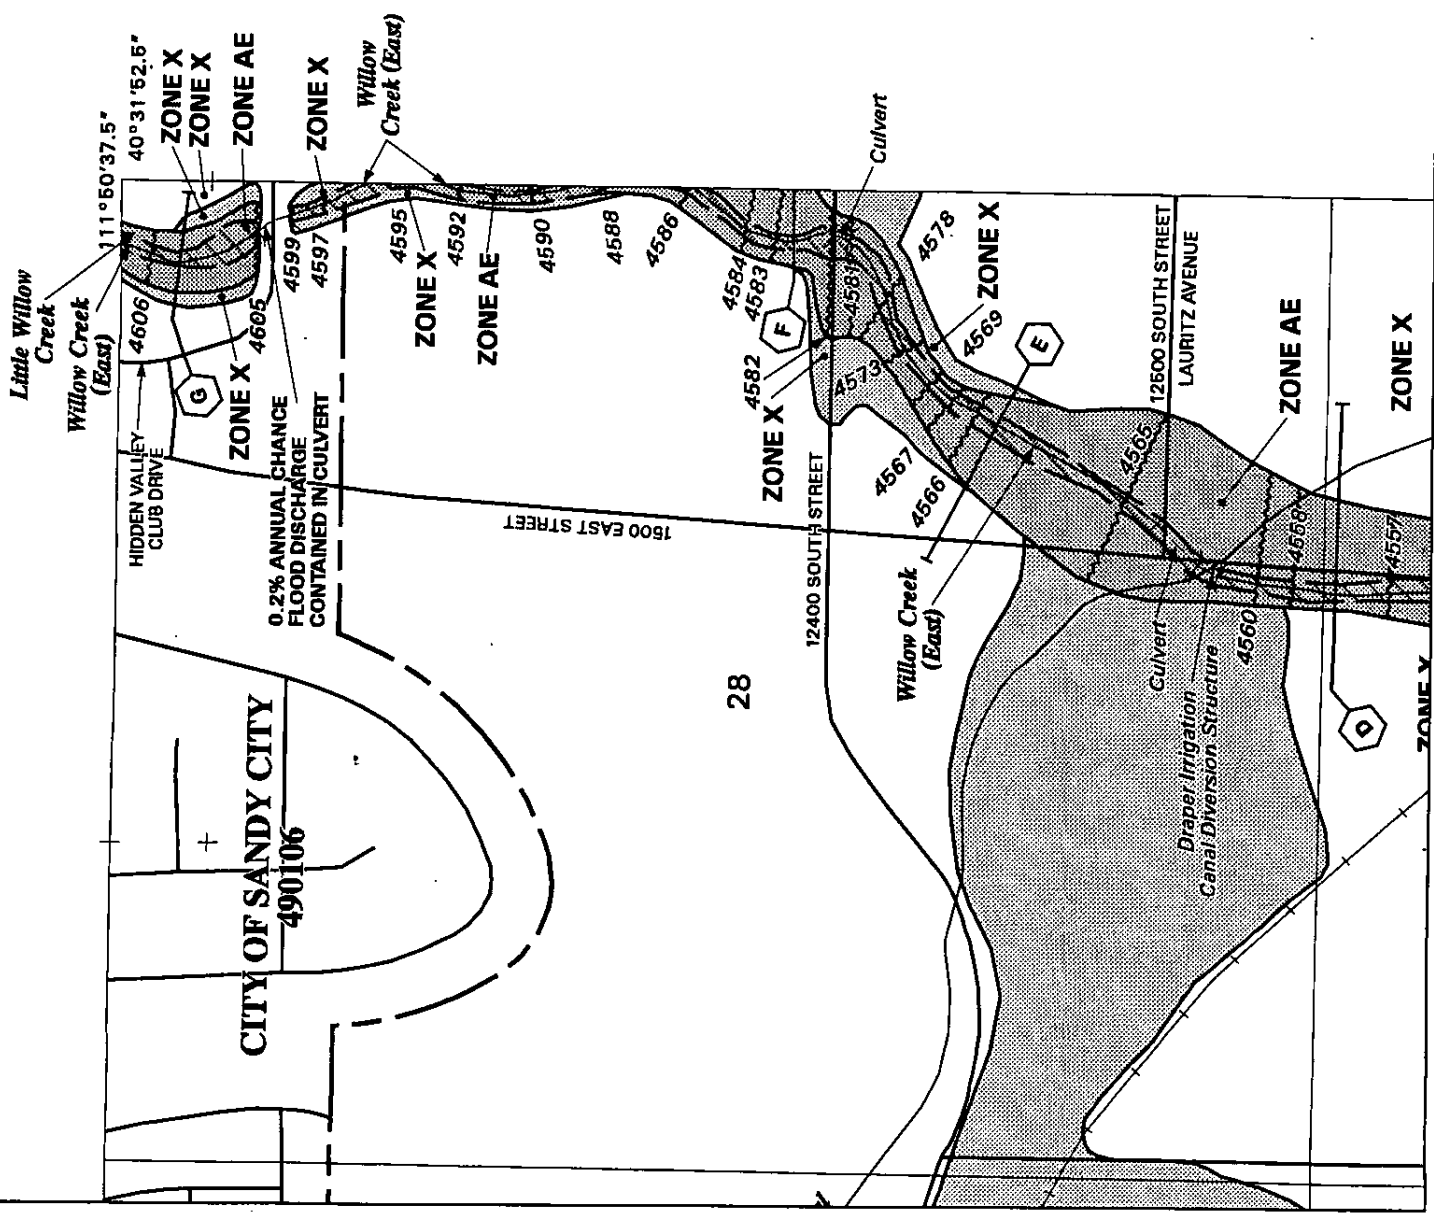 111°50'37.5"
40°31'52.5"
ZONE X
ZONE X
ZONE AE
ZONE X
Willow
Creek (East)
Culvert
Little Willow
Creek
Willow Creek
(East)
4606
4605
4599
4597
4595
4592
4590
4588
4586
4584
4583
4582
4581
4578
4573
4569
4567
4566
4565
4560
4558
4557
G
F
E
D
ZONE X
ZONE X
ZONE AE
ZONE X
ZONE X
HIDDEN VALLEY
CLUB DRIVE
0.2% ANNUAL CHANCE
FLOOD DISCHARGE
CONTAINED IN CULVERT
1500 EAST STREET
12400 SOUTH STREET
12500 SOUTH STREET
LAURITZ AVENUE
ZONE AE
ZONE X
Willow Creek
(East)
Culvert
Draper Irrigation
Canal Diversion Structure
28
CITY OF SANDY CITY
490106
ZONE X